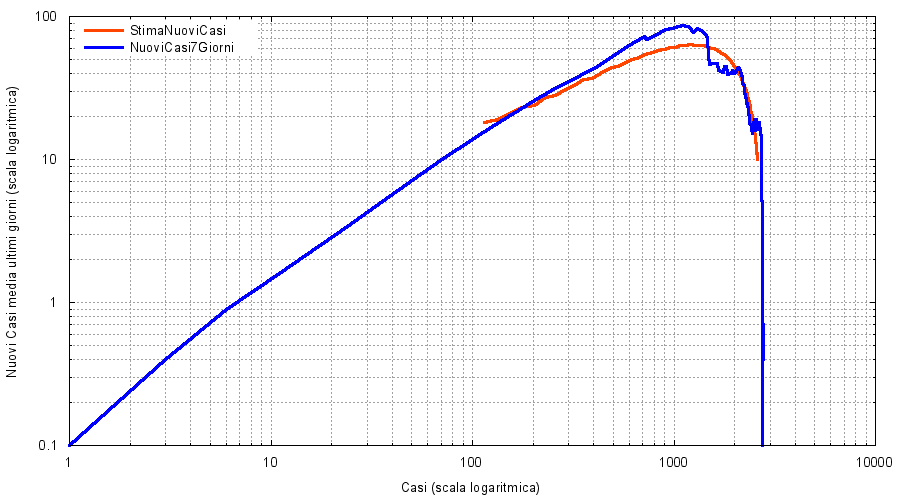 100
StimaNuoviCasi
NuoviCasi7Giorni
10
1
0.1
Nuovi Casi media ultimi giorni (scala logaritmica)
1
10
100
1000
10000
Casi (scala logaritmica)